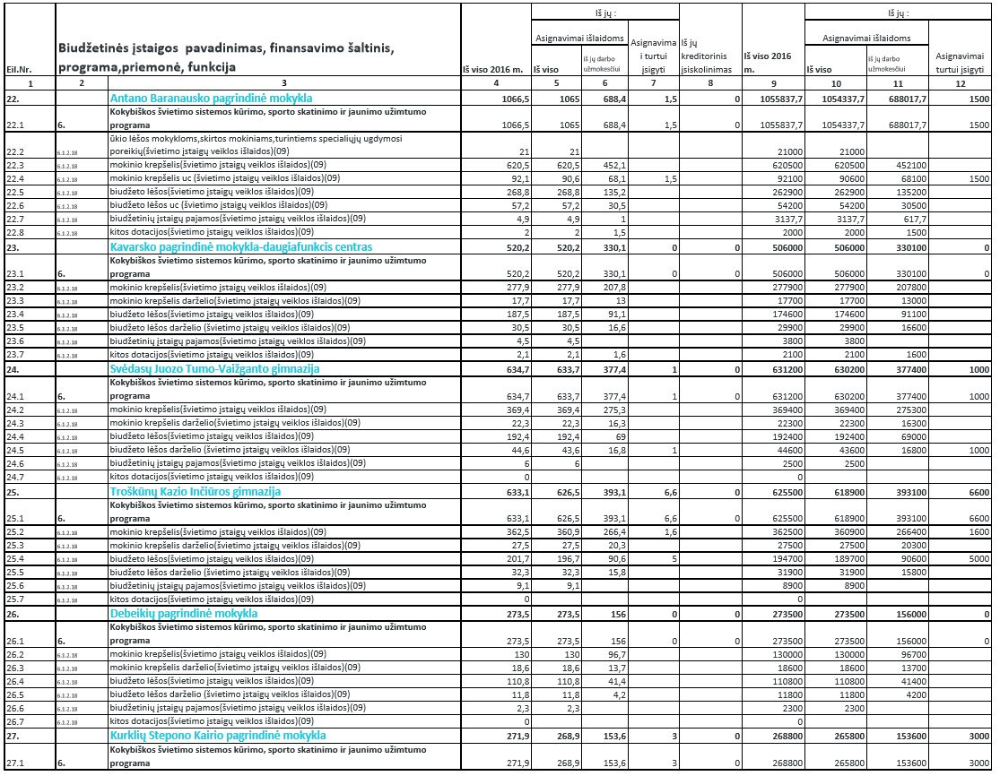 Iš jų :
Iš jų :
Asignavimai išlaidoms
Asignavimai išlaidoms
Eil.Nr.
Biudžetinės įstaigos pavadinimas, finansavimo šaltinis, programa,priemonė, funkcija
Iš viso 2016 m.
Iš viso
iš jų darbo užmokesčiui
Asignavima i turtui įsigyti
Iš jų kreditorinis įsiskolinimas
Iš viso 2016 m.
Iš viso
iš jų darbo užmokesčiui
Asignavimai turtui įsigyti
1 2 3 4 5 6 7 8 9 10 11 12
22. Antano Baranausko pagrindinė mokykla 1066,5 1065 688,4 1,5 0 1055837,7 1054337,7 688017,7 1500
Kokybiškos švietimo sistemos kūrimo, sporto skatinimo ir jaunimo užimtumo
22.1 6. programa 1066,5 1065 688,4 1,5 0 1055837,7 1054337,7 688017,7 1500
ūkio lėšos mokykloms,skirtos mokiniams,turintiems specialiųjų ugdymosi
22.2 6.1.2.18 poreikių(švietimo įstaigų veiklos išlaidos)(09) 21 21 21000 21000
22.3 6.1.2.18 mokinio krepšelis(švietimo įstaigų veiklos išlaidos)(09) 620,5 620,5 452,1 620500 620500 452100
22.4 6.1.2.18 mokinio krepšelis uc (švietimo įstaigų veiklos išlaidos)(09) 92,1 90,6 68,1 1,5 92100 90600 68100 1500
22.5 6.1.2.18 biudžeto lėšos(švietimo įstaigų veiklos išlaidos)(09) 268,8 268,8 135,2 262900 262900 135200
22.6 6.1.2.18 biudžeto lėšos uc (švietimo įstaigų veiklos išlaidos)(09) 57,2 57,2 30,5 54200 54200 30500
22.7 6.1.2.18 biudžetinių įstaigų pajamos(švietimo įstaigų veiklos išlaidos)(09) 4,9 4,9 1 3137,7 3137,7 617,7
22.8 6.1.2.18 kitos dotacijos(švietimo įstaigų veiklos išlaidos)(09) 2 2 1,5 2000 2000 1500
23. Kavarsko pagrindinė mokykla-daugiafunkcis centras 520,2 520,2 330,1 0 0 506000 506000 330100 0
Kokybiškos švietimo sistemos kūrimo, sporto skatinimo ir jaunimo užimtumo
23.1 6. programa 520,2 520,2 330,1 0 0 506000 506000 330100 0
23.2 6.1.2.18 mokinio krepšelis(švietimo įstaigų veiklos išlaidos)(09) 277,9 277,9 207,8 277900 277900 207800
23.3 6.1.2.18 mokinio krepšelis darželio(švietimo įstaigų veiklos išlaidos)(09) 17,7 17,7 13 17700 17700 13000
23.4 6.1.2.18 biudžeto lėšos(švietimo įstaigų veiklos išlaidos)(09) 187,5 187,5 91,1 174600 174600 91100
23.5 6.1.2.18 biudžeto lėšos darželio (švietimo įstaigų veiklos išlaidos)(09) 30,5 30,5 16,6 29900 29900 16600
23.6 6.1.2.18 biudžetinių įstaigų pajamos(švietimo įstaigų veiklos išlaidos)(09) 4,5 4,5 3800 3800
23.7 6.1.2.18 kitos dotacijos(švietimo įstaigų veiklos išlaidos)(09) 2,1 2,1 1,6 2100 2100 1600
24. Svėdasų Juozo Tumo-Vaižganto gimnazija 634,7 633,7 377,4 1 0 631200 630200 377400 1000
Kokybiškos švietimo sistemos kūrimo, sporto skatinimo ir jaunimo užimtumo
24.1 6. programa 634,7 633,7 377,4 1 0 631200 630200 377400 1000
24.2 6.1.2.18 mokinio krepšelis(švietimo įstaigų veiklos išlaidos)(09) 369,4 369,4 275,3 369400 369400 275300
24.3 6.1.2.18 mokinio krepšelis darželio(švietimo įstaigų veiklos išlaidos)(09) 22,3 22,3 16,3 22300 22300 16300
24.4 6.1.2.18 biudžeto lėšos(švietimo įstaigų veiklos išlaidos)(09) 192,4 192,4 69 192400 192400 69000
24.5 6.1.2.18 biudžeto lėšos darželio (švietimo įstaigų veiklos išlaidos)(09) 44,6 43,6 16,8 1 44600 43600 16800 1000
24.6 6.1.2.18 biudžetinių įstaigų pajamos(švietimo įstaigų veiklos išlaidos)(09) 6 6 2500 2500
24.7 6.1.2.18 kitos dotacijos(švietimo įstaigų veiklos išlaidos)(09) 0 0
25. Troškūnų Kazio Inčiūros gimnazija 633,1 626,5 393,1 6,6 0 625500 618900 393100 6600
Kokybiškos švietimo sistemos kūrimo, sporto skatinimo ir jaunimo užimtumo
25.1 6. programa 633,1 626,5 393,1 6,6 0 625500 618900 393100 6600
25.2 6.1.2.18 mokinio krepšelis(švietimo įstaigų veiklos išlaidos)(09) 362,5 360,9 266,4 1,6 362500 360900 266400 1600
25.3 6.1.2.18 mokinio krepšelis darželio(švietimo įstaigų veiklos išlaidos)(09) 27,5 27,5 20,3 27500 27500 20300
25.4 6.1.2.18 biudžeto lėšos(švietimo įstaigų veiklos išlaidos)(09) 201,7 196,7 90,6 5 194700 189700 90600 5000
25.5 6.1.2.18 biudžeto lėšos darželio (švietimo įstaigų veiklos išlaidos)(09) 32,3 32,3 15,8 31900 31900 15800
25.6 6.1.2.18 biudžetinių įstaigų pajamos(švietimo įstaigų veiklos išlaidos)(09) 9,1 9,1 8900 8900
25.7 6.1.2.18 kitos dotacijos(švietimo įstaigų veiklos išlaidos)(09) 0 0
26. Debeikių pagrindinė mokykla 273,5 273,5 156 0 0 273500 273500 156000 0
Kokybiškos švietimo sistemos kūrimo, sporto skatinimo ir jaunimo užimtumo
26.1 6. programa 273,5 273,5 156 0 0 273500 273500 156000 0
26.2 6.1.2.18 mokinio krepšelis(švietimo įstaigų veiklos išlaidos)(09) 130 130 96,7 130000 130000 96700
26.3 6.1.2.18 mokinio krepšelis darželio(švietimo įstaigų veiklos išlaidos)(09) 18,6 18,6 13,7 18600 18600 13700
26.4 6.1.2.18 biudžeto lėšos(švietimo įstaigų veiklos išlaidos)(09) 110,8 110,8 41,4 110800 110800 41400
26.5 6.1.2.18 biudžeto lėšos darželio (švietimo įstaigų veiklos išlaidos)(09) 11,8 11,8 4,2 11800 11800 4200
26.6 6.1.2.18 biudžetinių įstaigų pajamos(švietimo įstaigų veiklos išlaidos)(09) 2,3 2,3 2300 2300
26.7 6.1.2.18 kitos dotacijos(švietimo įstaigų veiklos išlaidos)(09) 0 0
27. Kurklių Stepono Kairio pagrindinė mokykla 271,9 268,9 153,6 3 0 268800 265800 153600 3000
Kokybiškos švietimo sistemos kūrimo, sporto skatinimo ir jaunimo užimtumo
27.1 6. programa 271,9 268,9 153,6 3 0 268800 265800 153600 3000